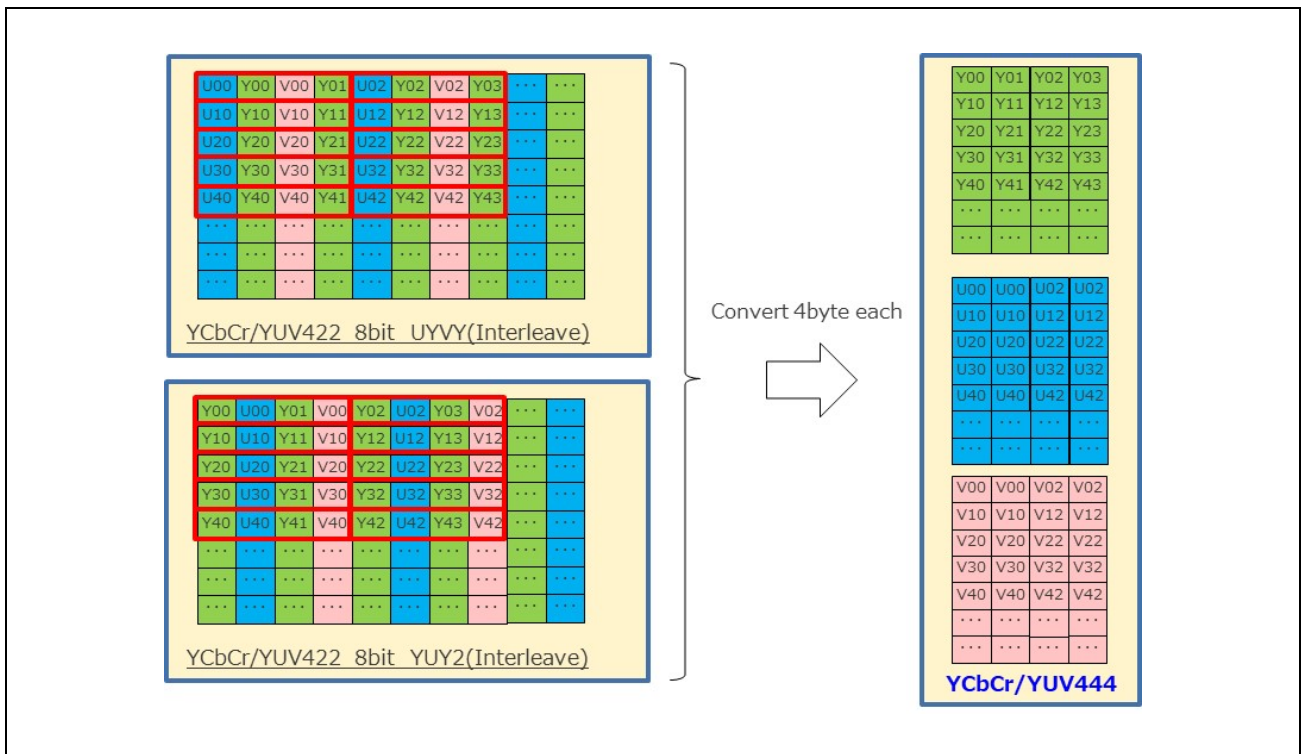 U00 Y00 V00 Y01 U02 Y02 V02 Y03 ... ...
U10 Y10 V10 Y11 U12 Y12 V12 Y13 ... ...
U20 Y20 V20 Y21 U22 Y22 V22 Y23 ... ...
U30 Y30 V30 Y31 U32 Y32 V32 Y33 ... ...
U40 Y40 V40 Y41 U42 Y42 V42 Y43 ... ...
... ... ... ... ... ... ... ... ... ...
... ... ... ... ... ... ... ... ... ...
... ... ... ... ... ... ... ... ... ...
YCbCr/YUV422 8bit UYVY(Interleave)
Y00 U00 Y01 V00 Y02 U02 Y03 V02 ... ...
Y10 U10 Y11 V10 Y12 U12 Y13 V12 ... ...
Y20 U20 Y21 V20 Y22 U22 Y23 V22 ... ...
Y30 U30 Y31 V30 Y32 U32 Y33 V32 ... ...
Y40 U40 Y41 V40 Y42 U42 Y43 V42 ... ...
... ... ... ... ... ... ... ... ... ...
... ... ... ... ... ... ... ... ... ...
... ... ... ... ... ... ... ... ... ...
YCbCr/YUV422 8bit YUY2(Interleave)
Convert 4byte each
Y00 Y01 Y02 Y03
Y10 Y11 Y12 Y13
Y20 Y21 Y22 Y23
Y30 Y31 Y32 Y33
Y40 Y41 Y42 Y43
... ... ... ...
... ... ... ...
U00 U00 U02 U02
U10 U10 U12 U12
U20 U20 U22 U22
U30 U30 U32 U32
U40 U40 U42 U42
... ... ... ...
... ... ... ...
V00 V00 V02 V02
V10 V10 V12 V12
V20 V20 V22 V22
V30 V30 V32 V32
V40 V40 V42 V42
... ... ... ...
... ... ... ...
YCbCr/YUV444